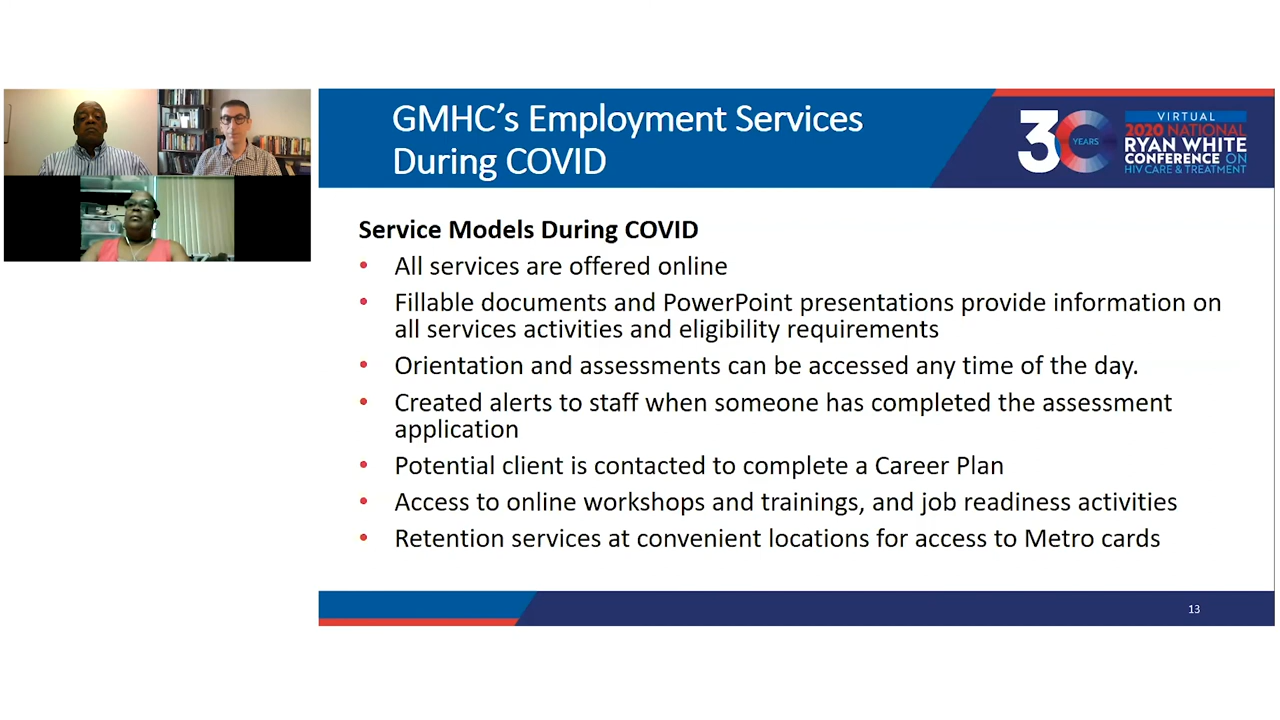 GMHC's Employment Services
During COVID
30
YEARS
VIRTUAL
2020 NATIONAL
RYAN WHITE
CONFERENCE ON
HIV CARE & TREATMENT
Service Models During COVID
• All services are offered online
• Fillable documents and PowerPoint presentations provide information on
all services activities and eligibility requirements
• Orientation and assessments can be accessed any time of the day.
• Created alerts to staff when someone has completed the assessment
application
• Potential client is contacted to complete a Career Plan
• Access to online workshops and trainings, and job readiness activities
• Retention services at convenient locations for access to Metro cards
13